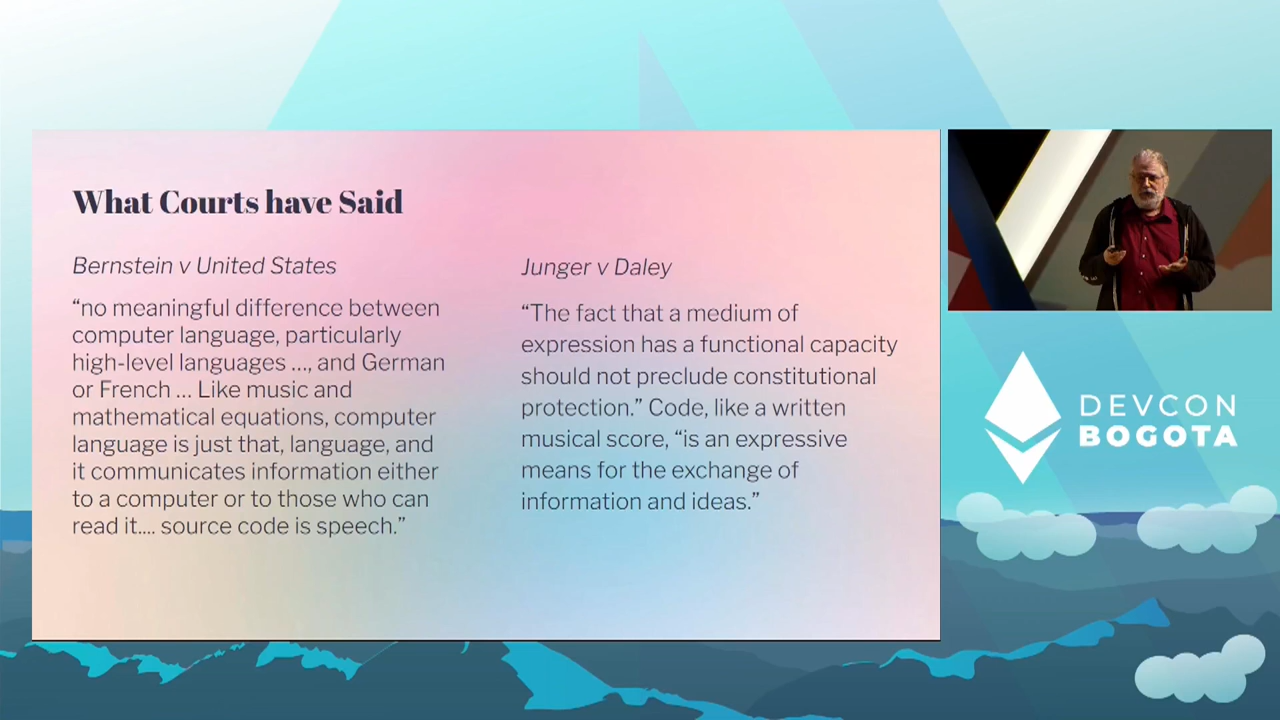 What Courts have Said
Bernstein v United States
“no meaningful difference between
computer language, particularly
high-level languages ..., and German
or French ... Like music and
mathematical equations, computer
language is just that, language, and
it communicates information either
to a computer or to those who can
read it.... source code is speech.”
Junger v Daley
“The fact that a medium of
expression has a functional capacity
should not preclude constitutional
protection.” Code, like a written
musical score, “is an expressive
means for the exchange of
information and ideas.”
DEVCON
BOGOTA